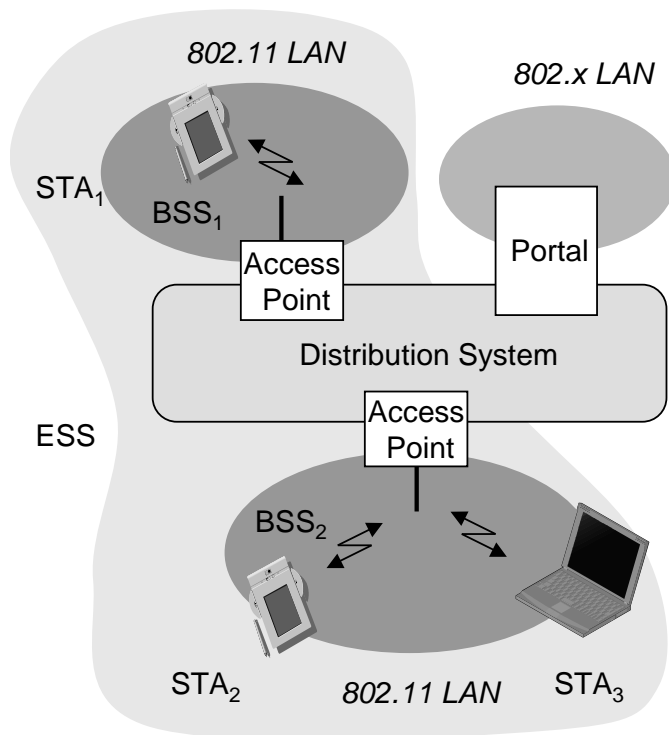 802.11 LAN
802.x LAN
STA₁
BSS₁
Access
Point
Portal
Distribution System
ESS
Access
Point
BSS₂
STA₂
802.11 LAN
STA₃